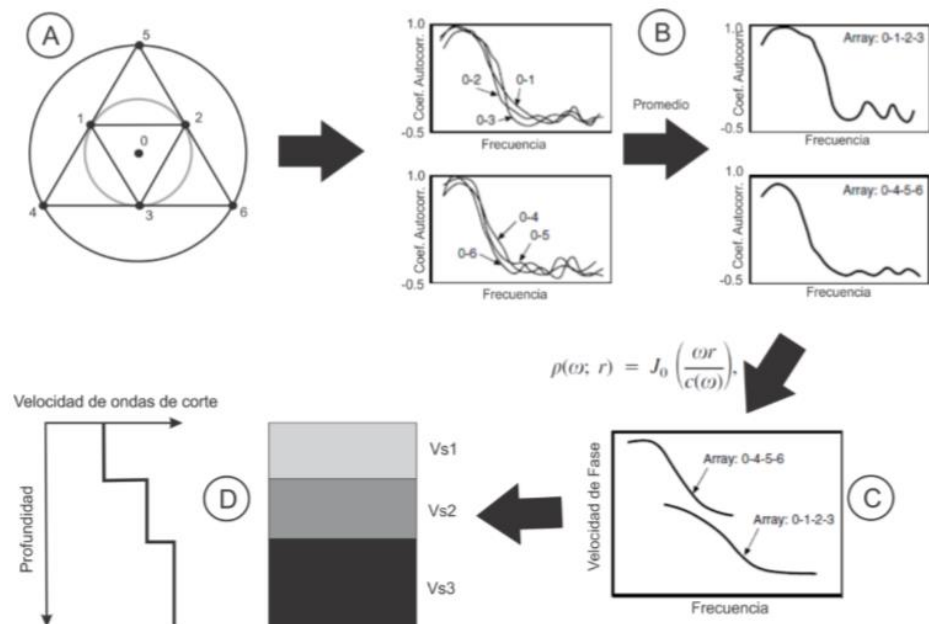 A
5
1
2
0
4
3
6
B
1.0
Coef. Autocorr.
-0.5
0-2
0-1
0-3
Frecuencia
Promedio
1.0
Coef. Autocorr.
-0.5
Array: 0-1-2-3
Frecuencia
1.0
Coef. Autocorr.
-0.5
0-4
0-5
0-6
Frecuencia
1.0
Coef. Autocorr.
-0.5
Array: 0-4-5-6
Frecuencia
ρ(ω; r) = J₀ (ωr / c(ω)),
C
Velocidad de Fase
Array: 0-4-5-6
Array: 0-1-2-3
Frecuencia
D
Vs1
Vs2
Vs3
Velocidad de ondas de corte
Profundidad